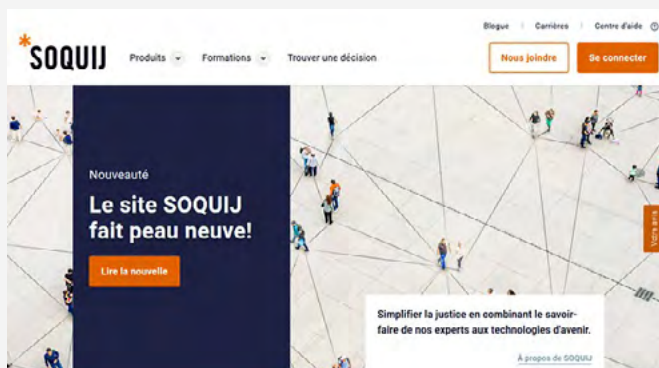 Blogue
Carrières
Centre d'aide
SOQUIJ
Produits
Formations
Trouver une décision
Nous joindre
Se connecter
Nouveauté
Le site SOQUIJ
fait peau neuve!
Lire la nouvelle
Votre avis
Simplifier la justice en combinant le savoir-
faire de nos experts aux technologies d'avenir.
À propos de SOQUIJ